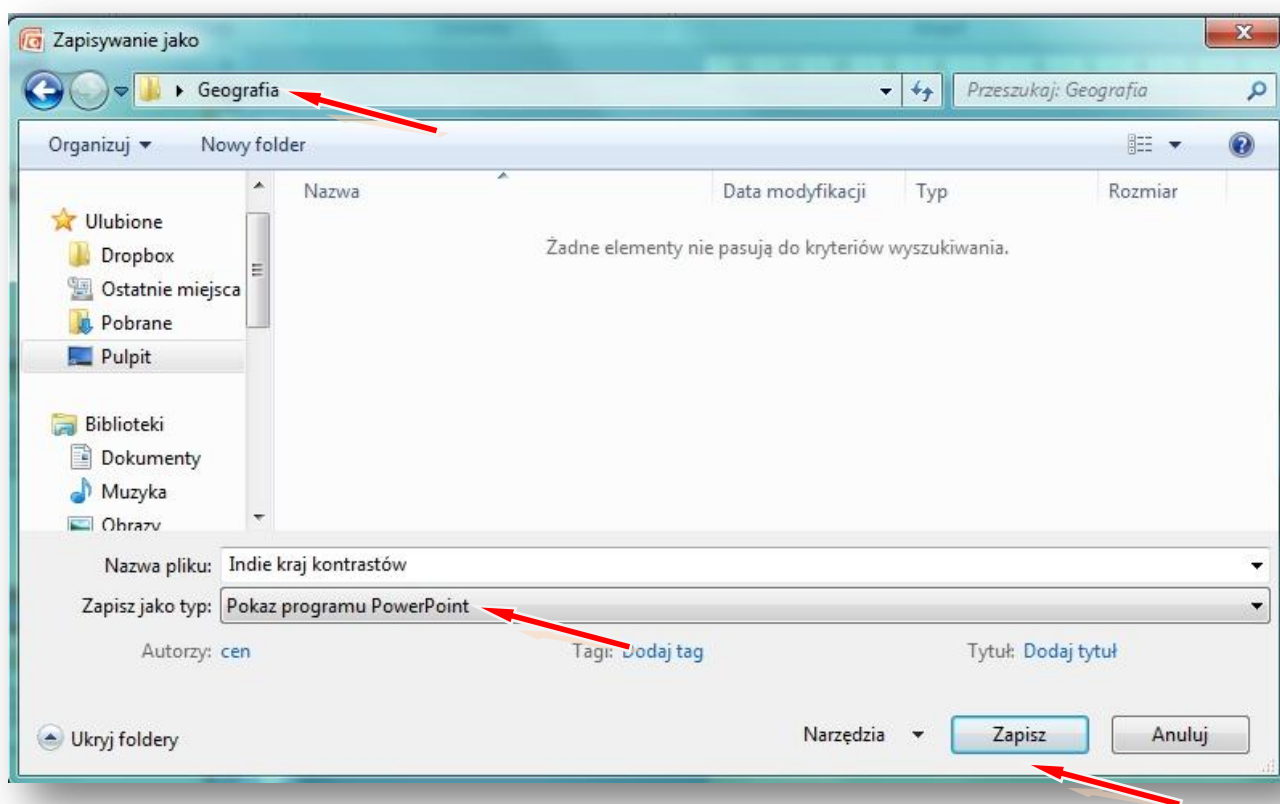 Zapisywanie jako
Geografia
Przeszukaj: Geografia
Organizuj Nowy folder
Nazwa Data modyfikacji Typ Rozmiar
Żadne elementy nie pasują do kryteriów wyszukiwania.
Ulubione
Dropbox
Ostatnie miejsca
Pobrane
Pulpit
Biblioteki
Dokumenty
Muzyka
Obrazy
Nazwa pliku: Indie kraj kontrastów
Zapisz jako typ: Pokaz programu PowerPoint
Autorzy: cen Tagi: Dodaj tag Tytuł: Dodaj tytuł
Ukryj foldery Narzędzia Zapisz Anuluj